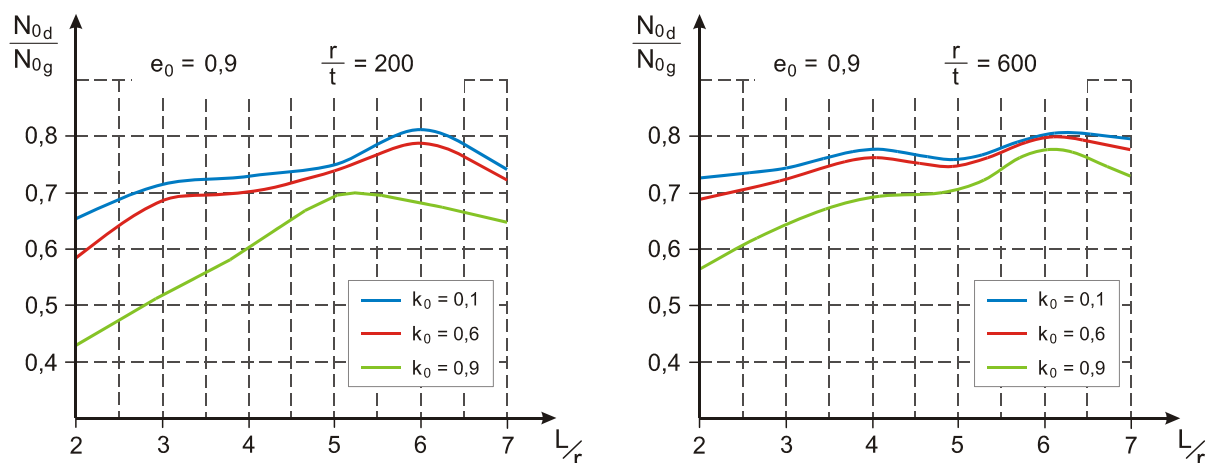 N₀d
N₀g
e₀ = 0,9
r
t
= 200
0,8
0,7
0,6
0,5
0,4
k₀ = 0,1
k₀ = 0,6
k₀ = 0,9
2 3 4 5 6 7
L/r
N₀d
N₀g
e₀ = 0,9
r
t
= 600
0,8
0,7
0,6
0,5
0,4
k₀ = 0,1
k₀ = 0,6
k₀ = 0,9
2 3 4 5 6 7
L/r